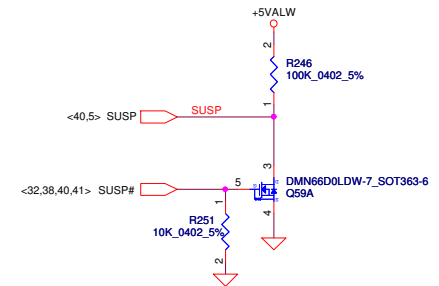 +5VALW
2
R246
100K_0402_5%
1
<40,5> SUSP
SUSP
3
<32,38,40,41> SUSP#
5
DMN66D0LDW-7_SOT363-6
Q59A
4
1
R251
10K_0402_5%
2